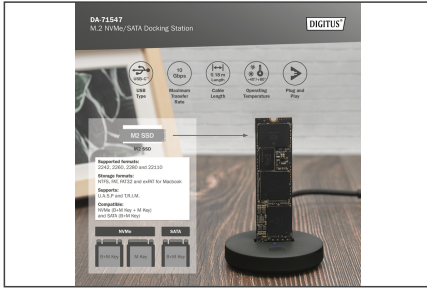 DA-71547
M.2 NVMe/SATA Docking Station
DIGITUS®
USB-C™
USB
Type
10
Gbps
Maximum
Transfer
Rate
0.18 m
Length
Cable
Length
Operating
Temperature
Plug and
Play
M2 SSD
M2 SSD
Supported formats:
2242, 2260, 2280 and 22110
Storage formats:
NTFS, FAT, FAT32 and exFAT for Macbook
Supports:
U.A.S.P and T.R.I.M.
Compatible:
NVMe (B+M Key + M Key)
and SATA (B+M Key)
NVMe
SATA
B+M Key
M Key
B+M Key